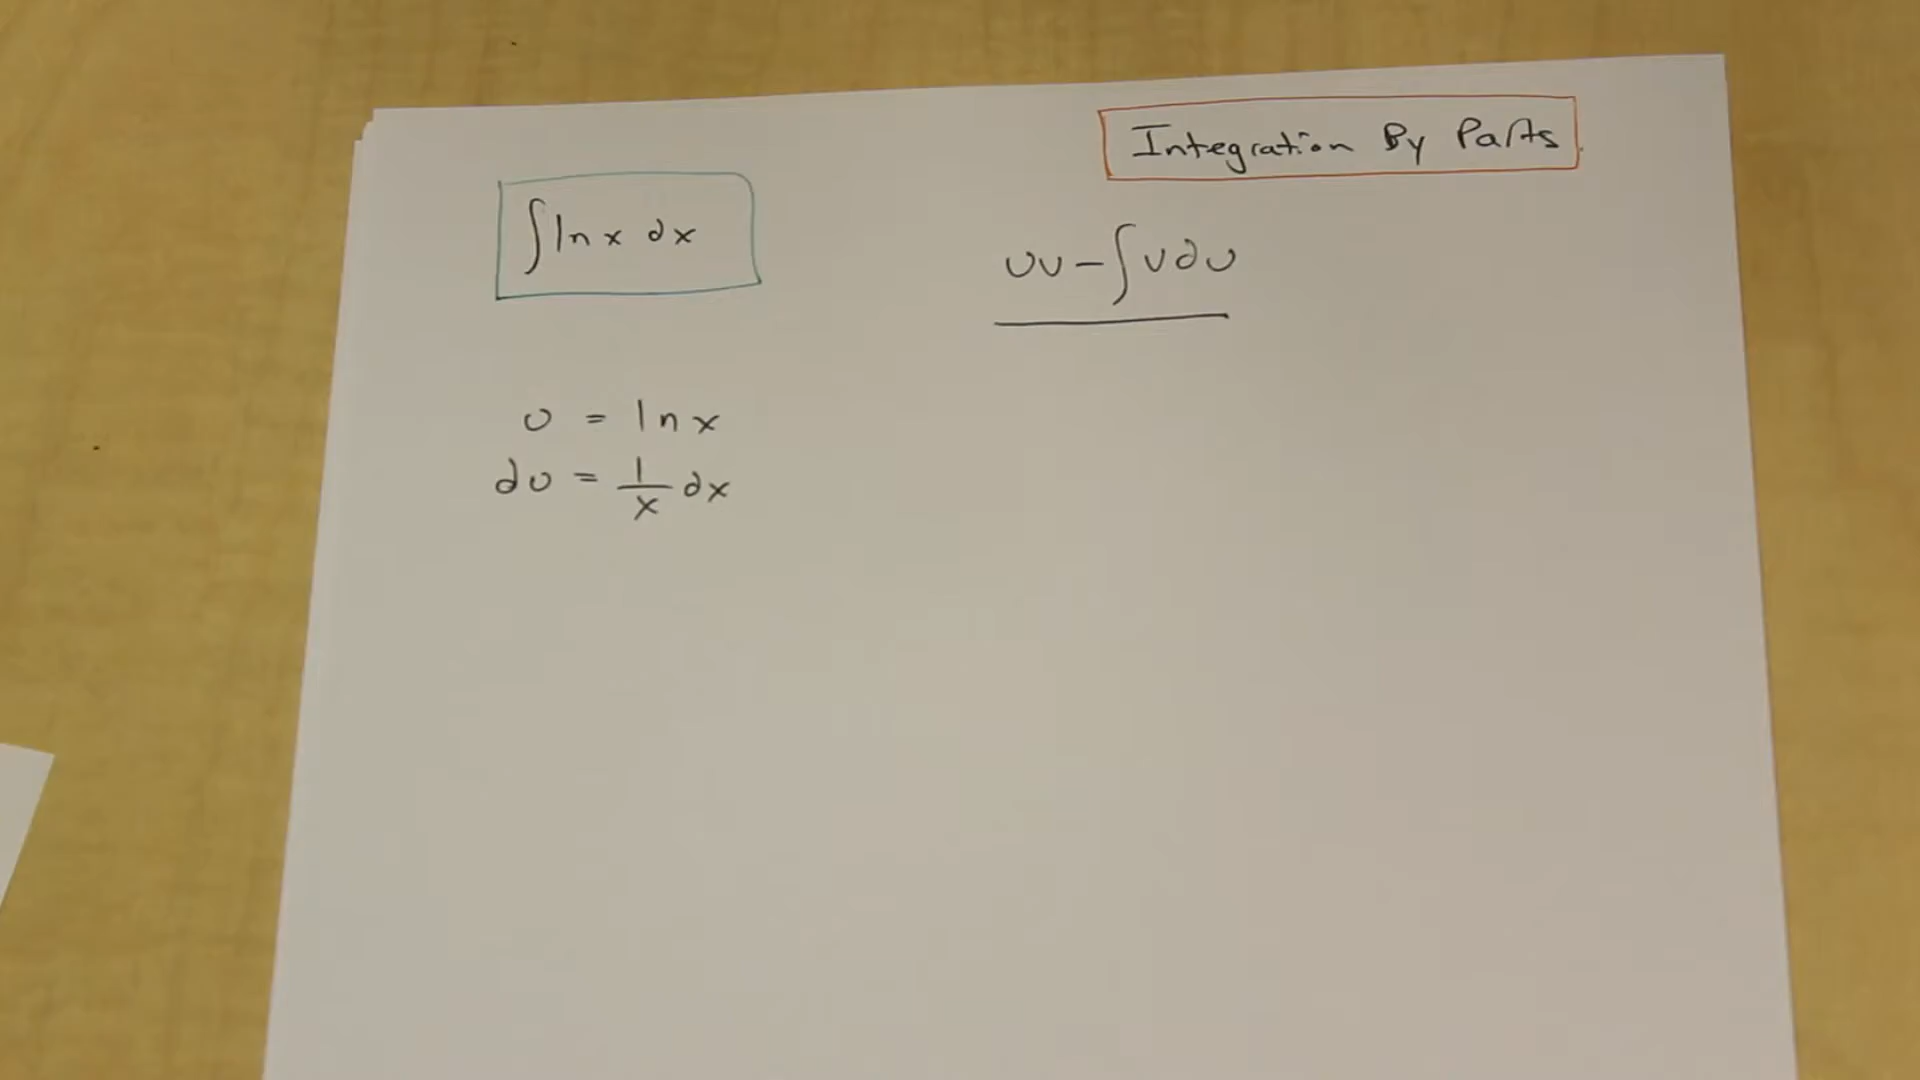 Integration By Parts
∫ln x dx
uv - ∫v du
u = ln x
du = 1/x dx